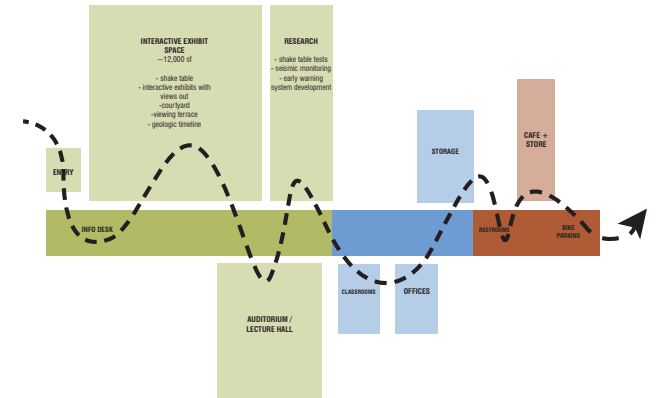 INTERACTIVE EXHIBIT
SPACE
~12,000 sf
- shake table
- interactive exhibits with
views out
-courtyard
-viewing terrace
- geologic timeline
RESEARCH
- shake table tests
- seismic monitoring
- early warning
system development
CAFE +
STORE
STORAGE
ENTRY
INFO DESK
RESTROOMS
BIKE
PARKING
CLASSROOMS
OFFICES
AUDITORIUM /
LECTURE HALL